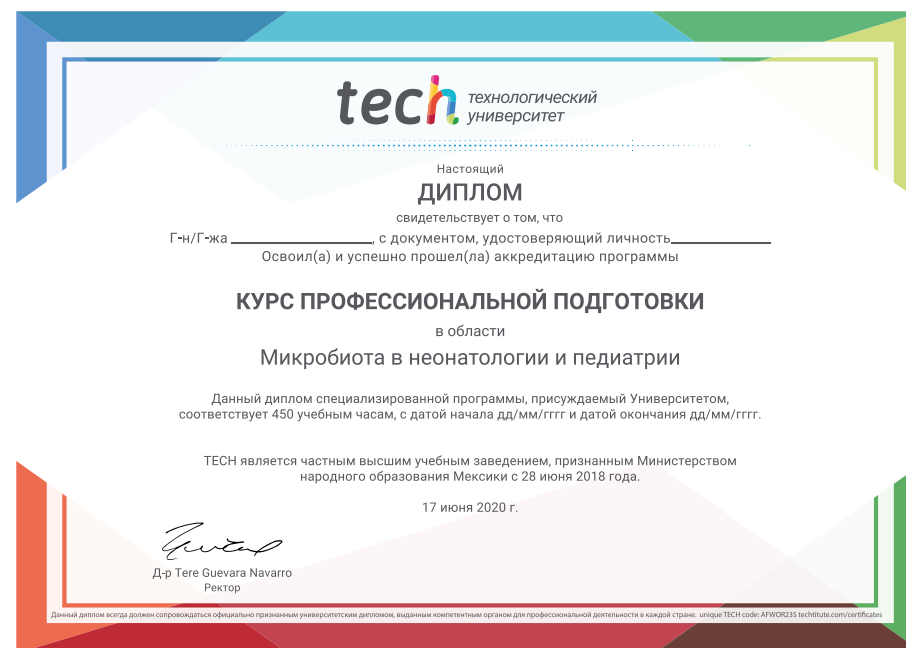 tech технологический
университет
Настоящий
ДИПЛОМ
свидетельствует о том, что
Г-н/Г-жа ____________________, с документом, удостоверяющий личность______________
Освоил(а) и успешно прошел(ла) аккредитацию программы
КУРС ПРОФЕССИОНАЛЬНОЙ ПОДГОТОВКИ
в области
Микробиота в неонатологии и педиатрии
Данный диплом специализированной программы, присуждаемый Университетом,
соответствует 450 учебным часам, с датой начала дд/мм/гггг и датой окончания дд/мм/гггг.
TECH является частным высшим учебным заведением, признанным Министерством
народного образования Мексики с 28 июня 2018 года.
17 июня 2020 г.
Д-р Tere Guevara Navarro
Ректор
Данный диплом всегда должен сопровождаться официально признанным университетским дипломом, выданным компетентным органом для профессиональной деятельности в каждой стране. unique TECH code: AFWOR23S techtitute.com/certificates